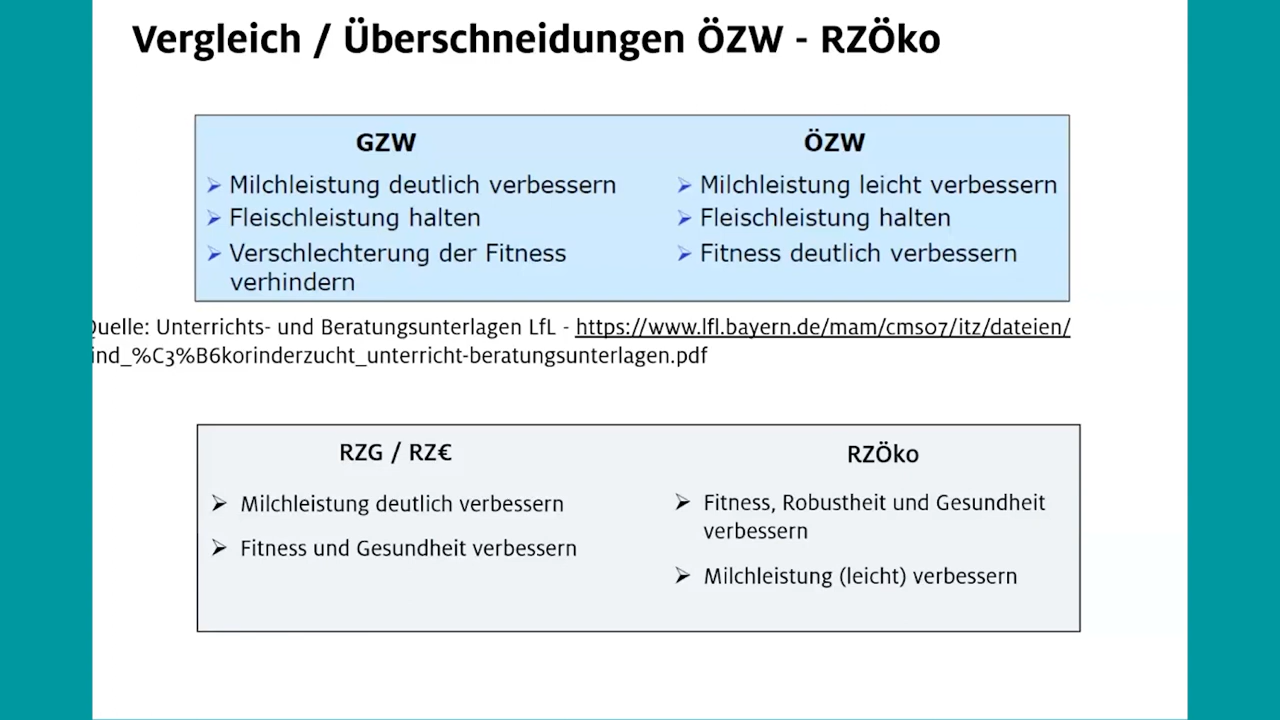 Vergleich / Überschneidungen ÖZW - RZÖko
GZW
Milchleistung deutlich verbessern
Fleischleistung halten
Verschlechterung der Fitness
verhindern
ÖZW
Milchleistung leicht verbessern
Fleischleistung halten
Fitness deutlich verbessern
Quelle: Unterrichts- und Beratungsunterlagen LfL - https://www.lfl.bayern.de/mam/cms07/itz/dateien/
ind_%C3%B6korinderzucht_unterricht-beratungsunterlagen.pdf
RZG / RZ€
Milchleistung deutlich verbessern
Fitness und Gesundheit verbessern
RZÖko
Fitness, Robustheit und Gesundheit
verbessern
Milchleistung (leicht) verbessern